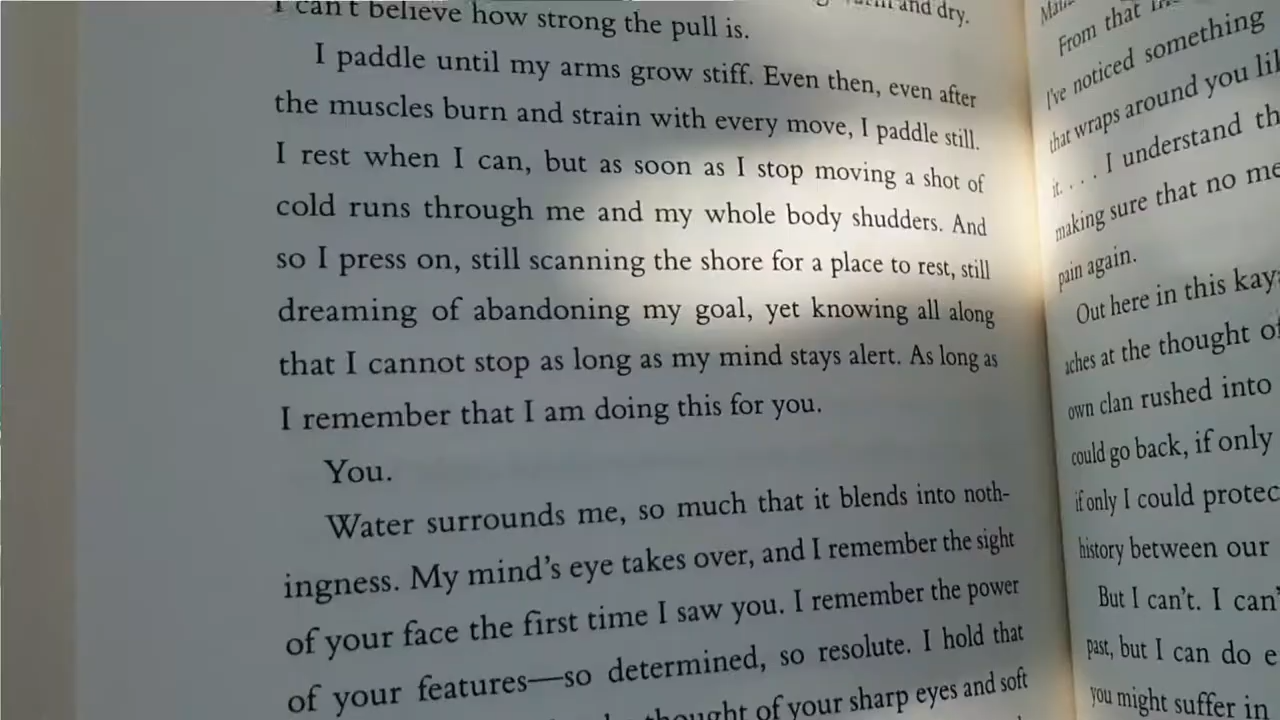 I can't believe how strong the pull is.
and dry.
I paddle until my arms grow stiff. Even then, even after
the muscles burn and strain with every move, I paddle still.
I rest when I can, but as soon as I stop moving a shot of
cold runs through me and my whole body shudders. And
so I press on, still scanning the shore for a place to rest, still
dreaming of abandoning my goal, yet knowing all along
that I cannot stop as long as my mind stays alert. As long as
I remember that I am doing this for you.
You.
Water surrounds me, so much that it blends into noth-
ingness. My mind's eye takes over, and I remember the sight
of your face the first time I saw you. I remember the power
of your features—so determined, so resolute. I hold that
thought of your sharp eyes and soft
From that
I've noticed something
that wraps around you
it. . . . I understand
making sure that no
pain again.
Out here in this
aches at the thought
own clan rushed into
could go back, if only
if only I could
history between our
But I can't. I
past, but I can do
you might suffer in